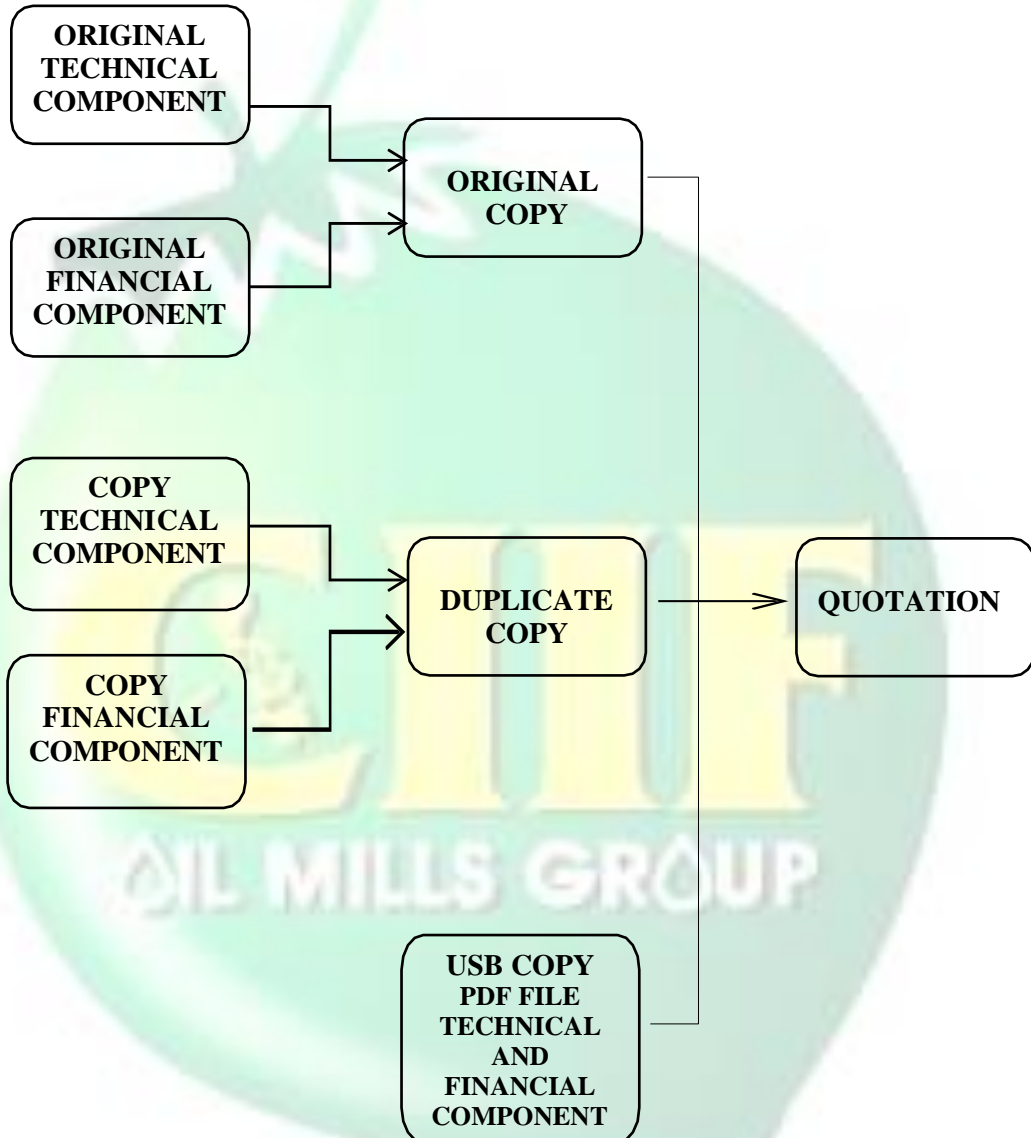 ORIGINAL
TECHNICAL
COMPONENT
ORIGINAL
COPY
ORIGINAL
FINANCIAL
COMPONENT
COPY
TECHNICAL
COMPONENT
DUPLICATE
COPY
QUOTATION
COPY
FINANCIAL
COMPONENT
CIIF
OIL MILLS GROUP
USB COPY
PDF FILE
TECHNICAL
AND
FINANCIAL
COMPONENT